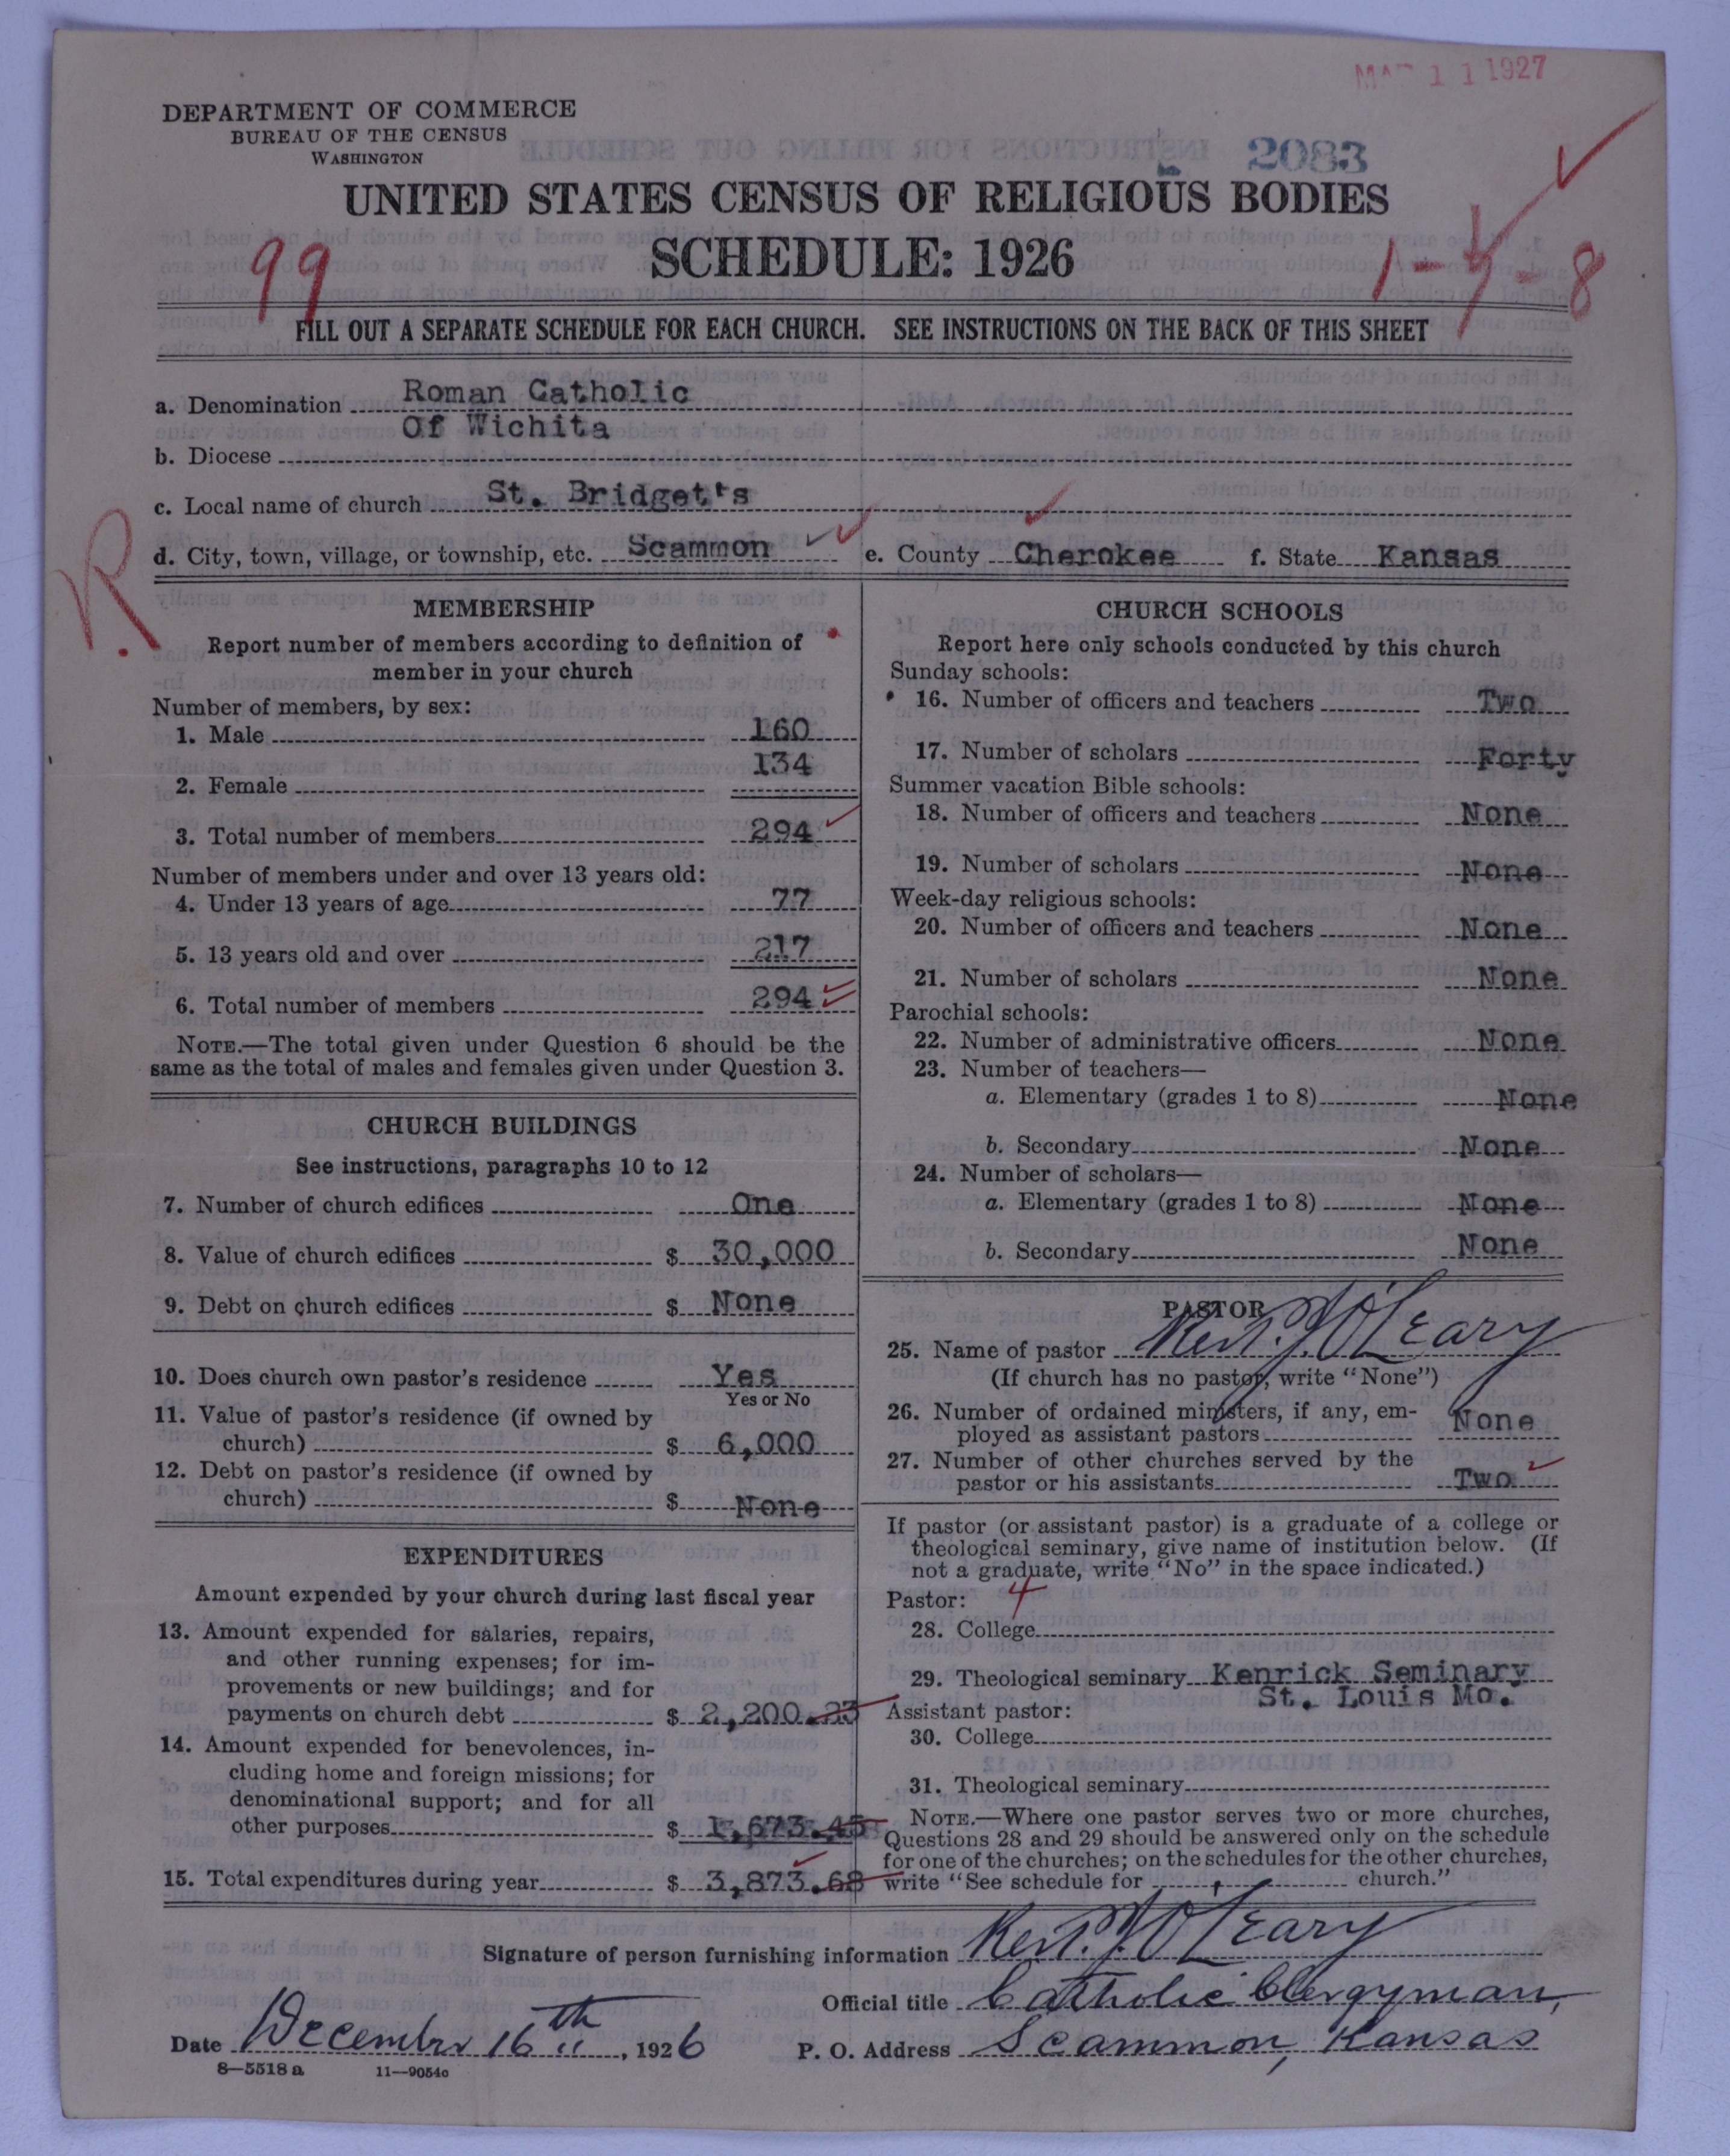 MAR 11 1927
DEPARTMENT OF COMMERCE
BUREAU OF THE CENSUS
WASHINGTON
2083
UNITED STATES CENSUS OF RELIGIOUS BODIES
SCHEDULE: 1926
99
1-5-8
FILL OUT A SEPARATE SCHEDULE FOR EACH CHURCH. SEE INSTRUCTIONS ON THE BACK OF THIS SHEET
a. Denomination Roman Catholic
Of Wichita
b. Diocese
c. Local name of church St. Bridget's
d. City, town, village, or township, etc. Scammon e. County Cherokee f. State Kansas
R.
MEMBERSHIP
Report number of members according to definition of
member in your church
Number of members, by sex:
1. Male 160
134
2. Female
3. Total number of members 294
Number of members under and over 13 years old:
4. Under 13 years of age 77
5. 13 years old and over 217
6. Total number of members 294
NOTE.—The total given under Question 6 should be the
same as the total of males and females given under Question 3.
CHURCH BUILDINGS
See instructions, paragraphs 10 to 12
7. Number of church edifices One
8. Value of church edifices $ 30,000
9. Debt on church edifices $ None
10. Does church own pastor's residence Yes
Yes or No
11. Value of pastor's residence (if owned by
church) $ 6,000
12. Debt on pastor's residence (if owned by
church) $ None
EXPENDITURES
Amount expended by your church during last fiscal year
13. Amount expended for salaries, repairs,
and other running expenses; for im-
provements or new buildings; and for
payments on church debt $ 2,200.23
14. Amount expended for benevolences, in-
cluding home and foreign missions; for
denominational support; and for all
other purposes $ 1,673.45
15. Total expenditures during year $ 3,873.68
CHURCH SCHOOLS
Report here only schools conducted by this church
Sunday schools:
16. Number of officers and teachers Two
17. Number of scholars Forty
Summer vacation Bible schools:
18. Number of officers and teachers None
19. Number of scholars None
Week-day religious schools:
20. Number of officers and teachers None
21. Number of scholars None
Parochial schools:
22. Number of administrative officers None
23. Number of teachers—
a. Elementary (grades 1 to 8) None
b. Secondary None
24. Number of scholars—
a. Elementary (grades 1 to 8) None
b. Secondary None
PASTOR
25. Name of pastor Rev. J. O'Leary
(If church has no pastor, write "None")
26. Number of ordained ministers, if any, em-
ployed as assistant pastors None
27. Number of other churches served by the
pastor or his assistants Two
If pastor (or assistant pastor) is a graduate of a college or
theological seminary, give name of institution below. (If
not a graduate, write "No" in the space indicated.)
Pastor: 4
28. College
29. Theological seminary Kenrick Seminary
St. Louis Mo.
Assistant pastor:
30. College
31. Theological seminary
NOTE.—Where one pastor serves two or more churches,
Questions 28 and 29 should be answered only on the schedule
for one of the churches; on the schedules for the other churches,
write "See schedule for church."
Signature of person furnishing information Rev. J. O'Leary
Official title Catholic Clergyman,
Date December 16th, 1926 P. O. Address Scammon, Kansas
8—5518 a 11—9054c